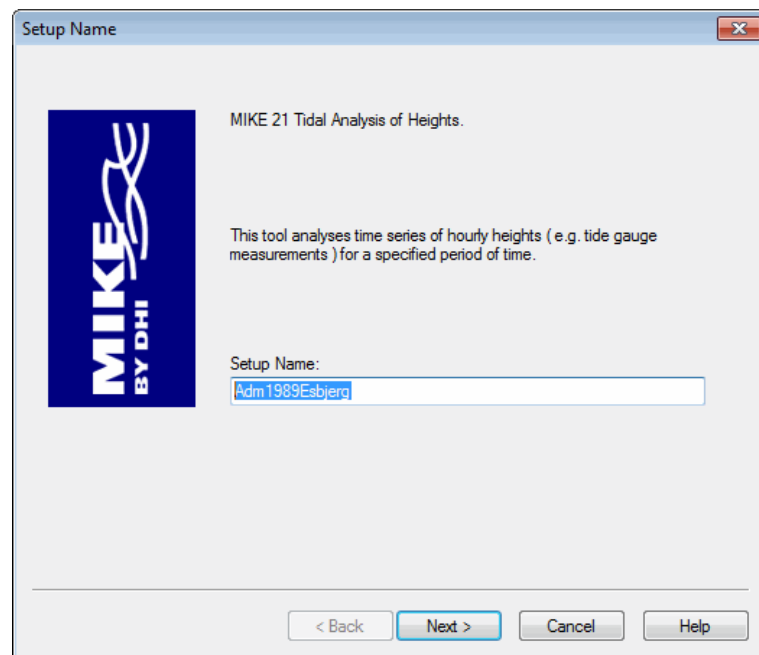 Setup Name
MIKE 21 Tidal Analysis of Heights.
MIKE
BY DHI
This tool analyses time series of hourly heights ( e.g. tide gauge
measurements ) for a specified period of time.
Setup Name:
Adm1989Esbjerg
< Back
Next >
Cancel
Help